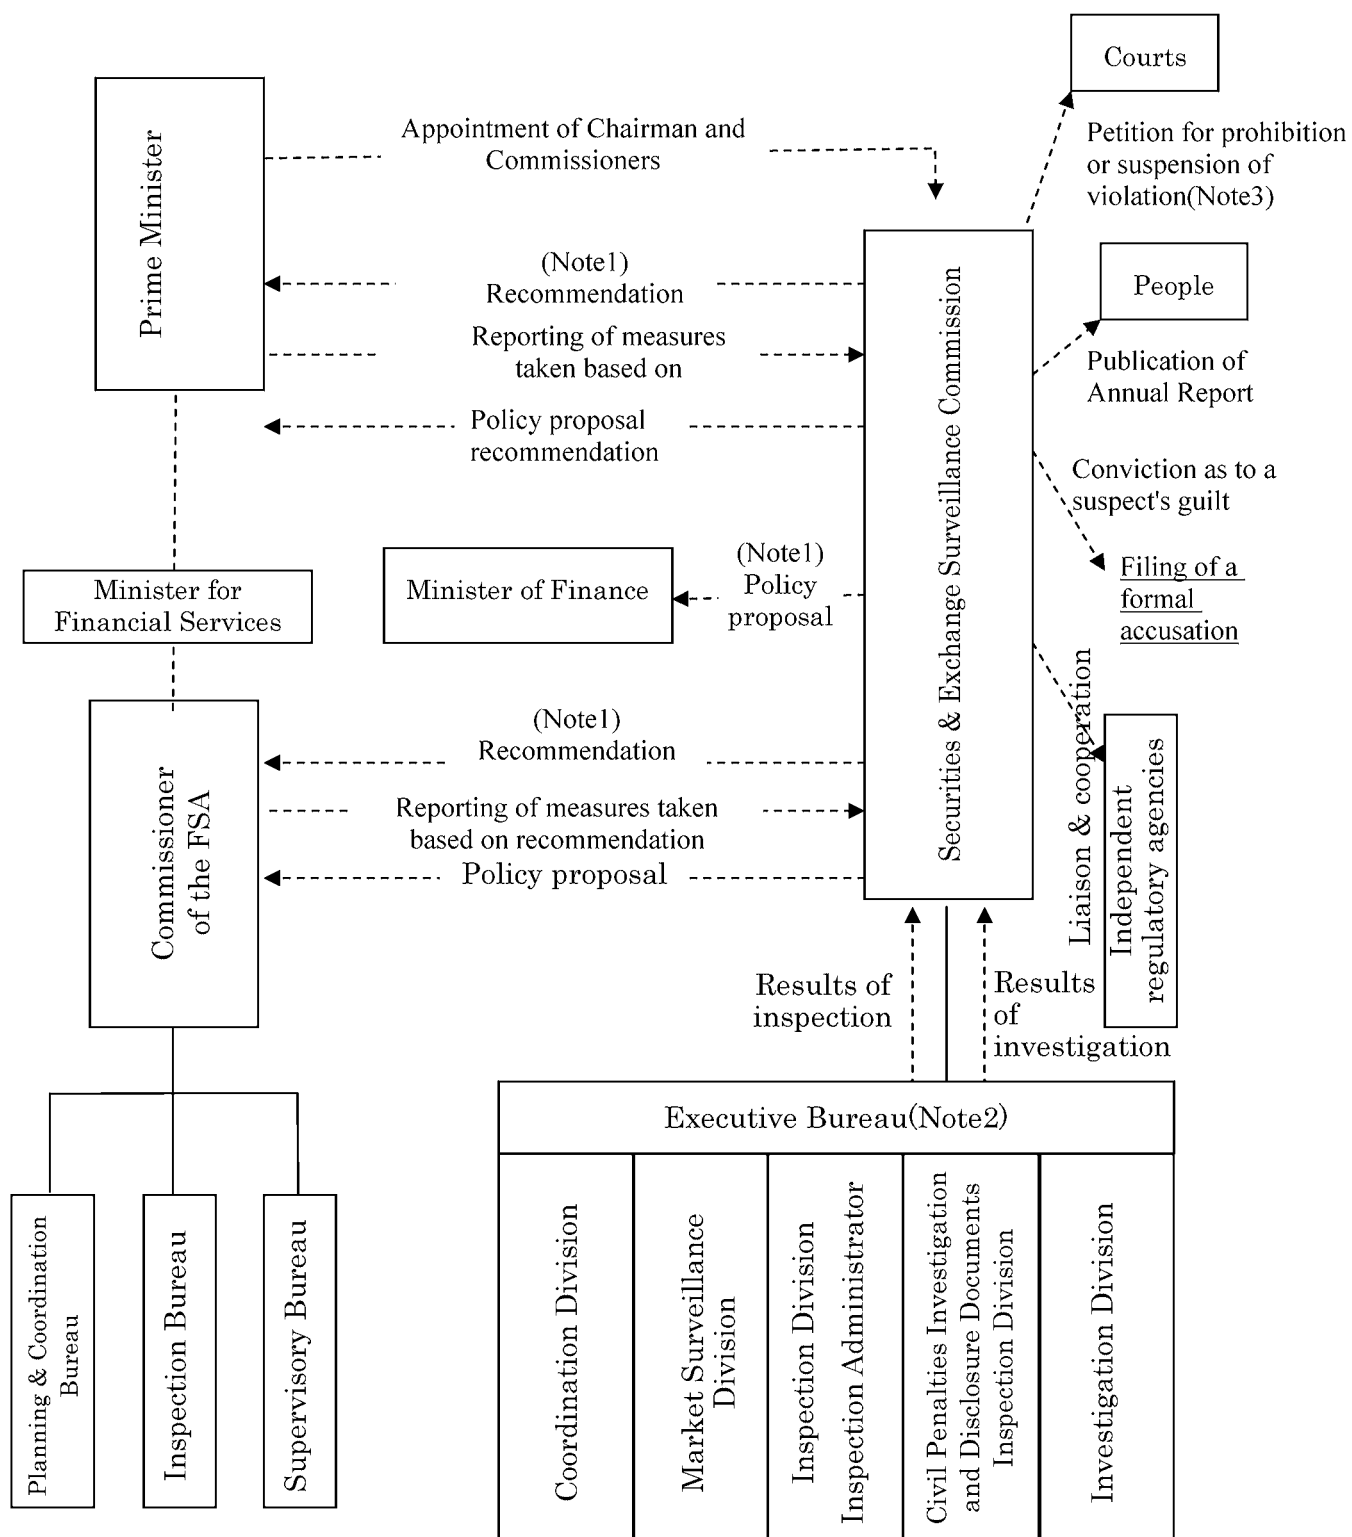 Courts
Appointment of Chairman and
Commissioners
Petition for prohibition
or suspension of
violation(Note3)
Prime Minister
(Note1)
Recommendation
People
Reporting of measures
taken based on
Publication of
Annual Report
Policy proposal
recommendation
Securities & Exchange Surveillance Commission
Conviction as to a
suspect's guilt
Filing of a
formal
accusation
Minister for
Financial Services
Minister of Finance
(Note1)
Policy
proposal
Liaison & cooperation
Independent
regulatory agencies
Commissioner
of the FSA
(Note1)
Recommendation
Reporting of measures taken
based on recommendation
Policy proposal
Results of
inspection
Results
of
investigation
Executive Bureau(Note2)
Planning & Coordination
Bureau
Inspection Bureau
Supervisory Bureau
Coordination Division
Market Surveillance
Division
Inspection Division
Inspection Administrator
Civil Penalties Investigation
and Disclosure Documents
Inspection Division
Investigation Division